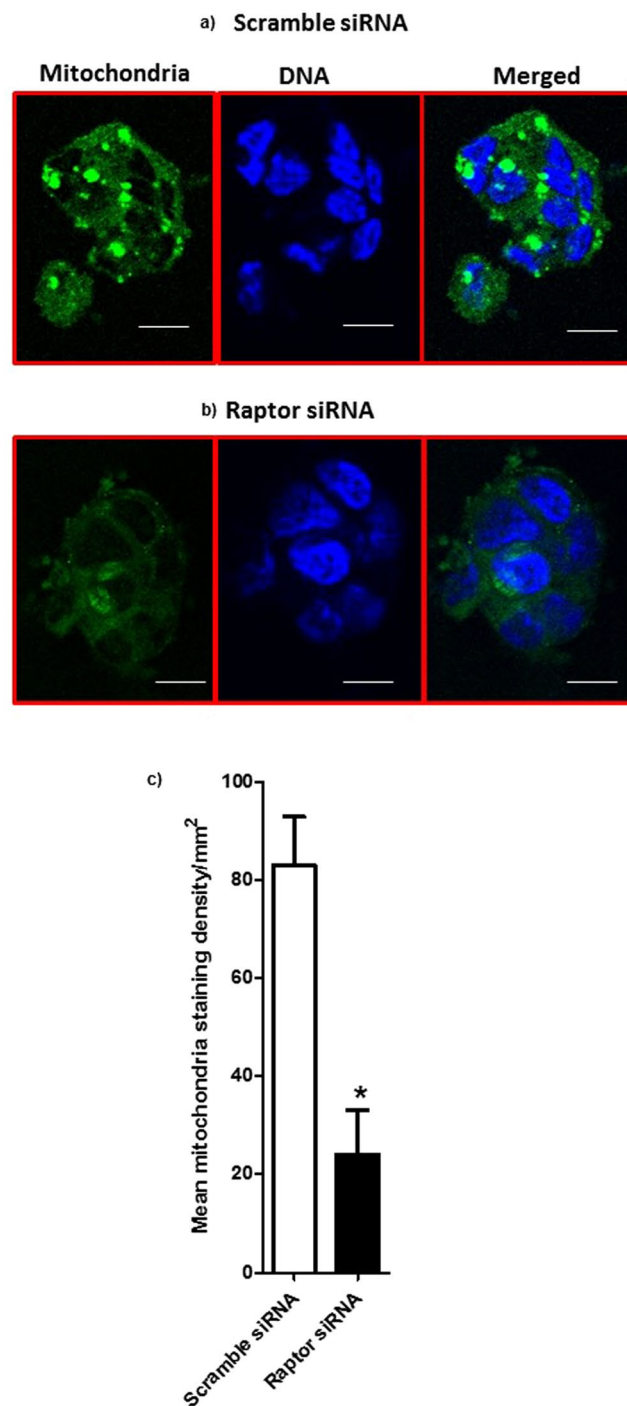 a) Scramble siRNA
Mitochondria DNA Merged
b) Raptor siRNA
c)
Mean mitochondria staining density/mm²
100
80
60
40
20
0
*
Scramble siRNA
Raptor siRNA